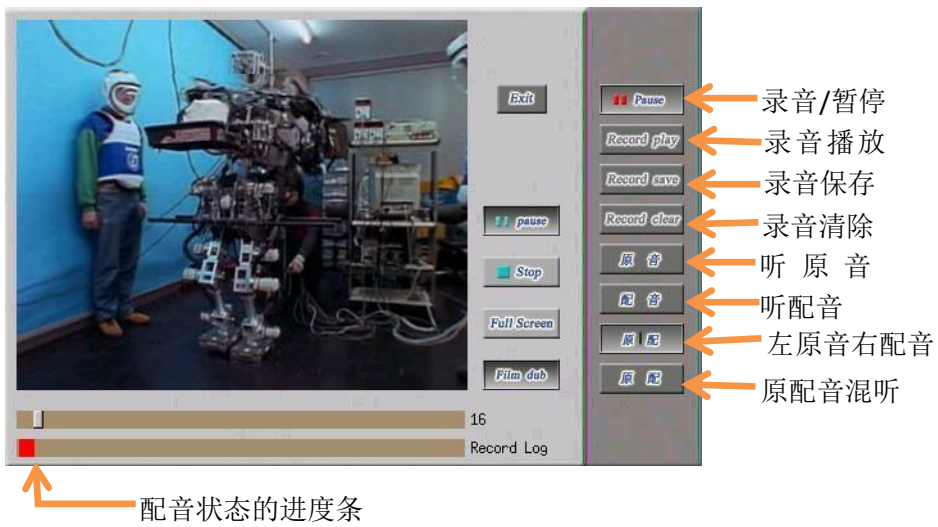 Exit
pause
Stop
Full Screen
Film dub
16
Record Log
Pause
Record play
Record save
Record clear
原 音
配 音
原 配
原 配
录音/暂停
录音播放
录音保存
录音清除
听 原 音
听配音
左原音右配音
原配音混听
配音状态的进度条